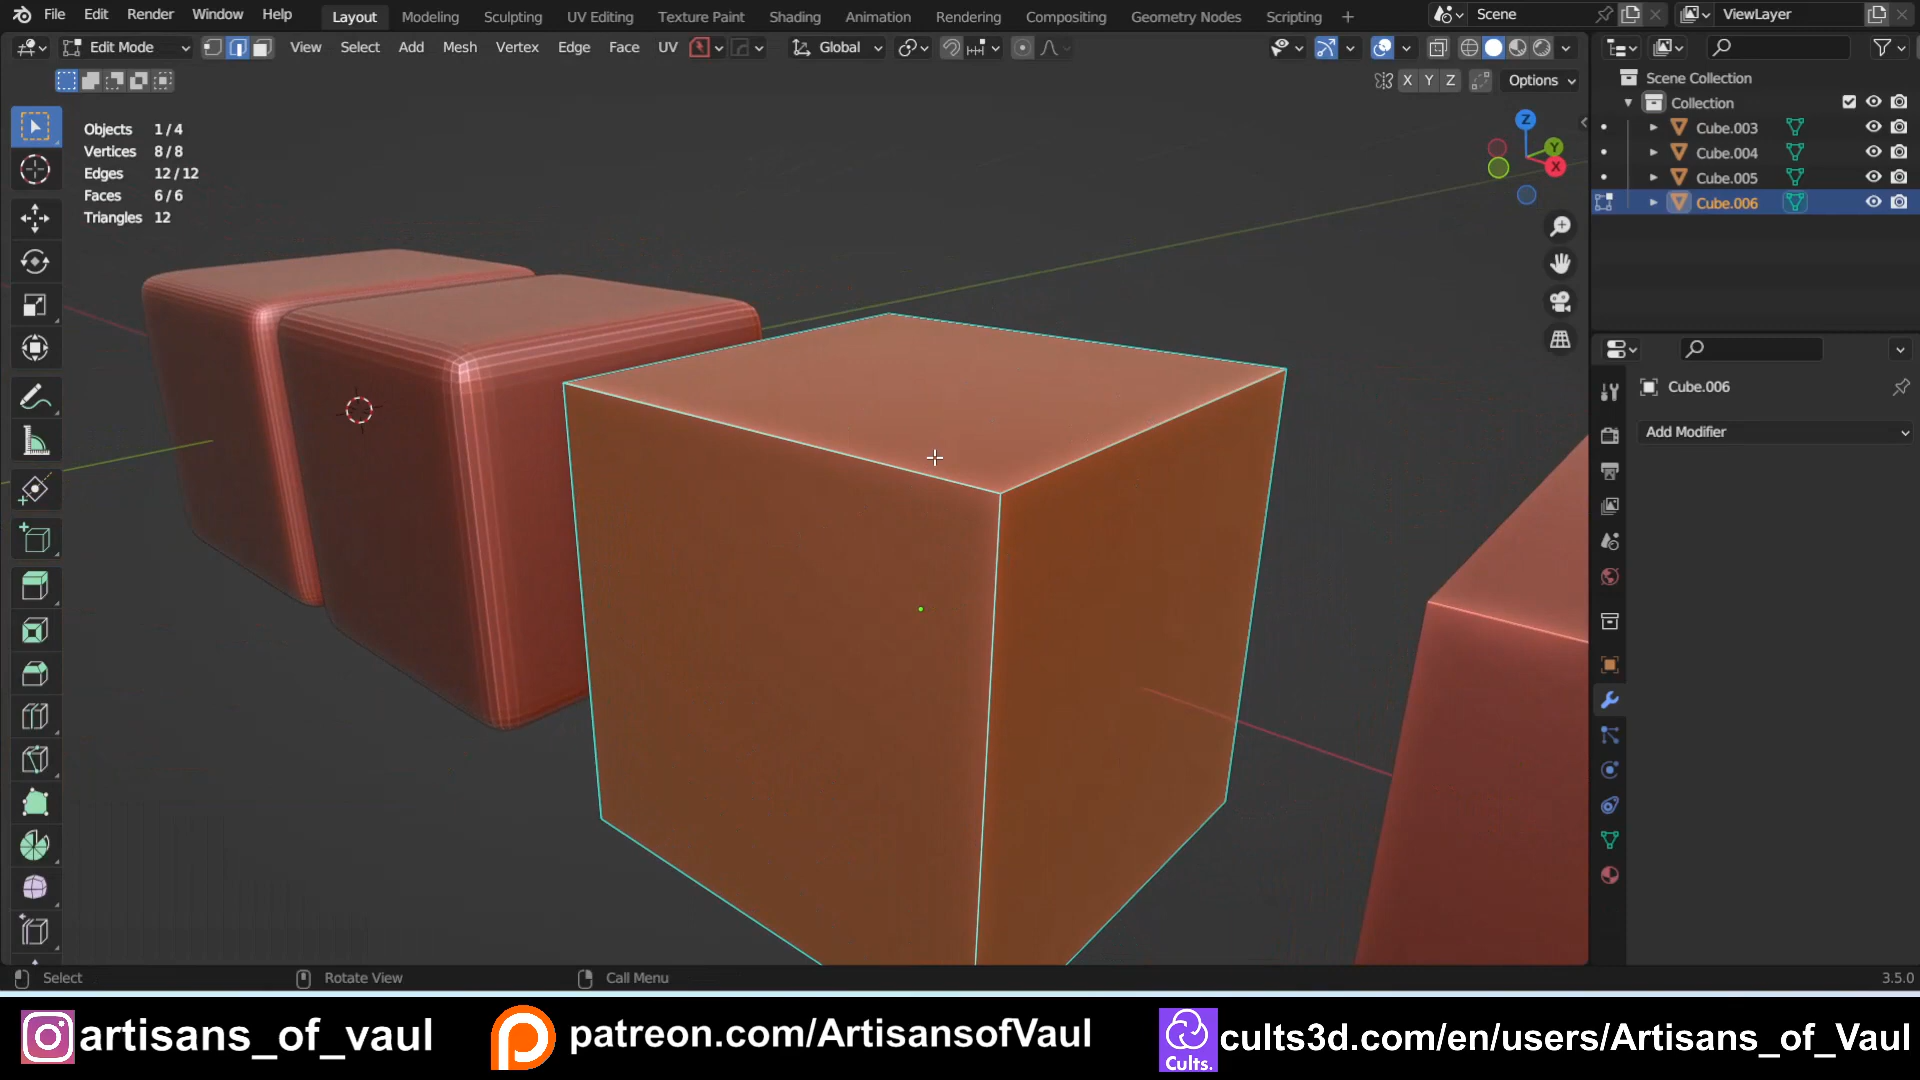 File Edit Render Window Help Layout Modeling Sculpting UV Editing Texture Paint Shading Animation Rendering Compositing Geometry Nodes Scripting + Scene ViewLayer
Edit Mode View Select Add Mesh Vertex Edge Face UV Global
X Y Z Options
Objects 1 / 4
Vertices 8 / 8
Edges 12 / 12
Faces 6 / 6
Triangles 12
Z
Y
X
Scene Collection
Collection
Cube.003
Cube.004
Cube.005
Cube.006
Cube.006
Add Modifier
Select Rotate View Call Menu 3.5.0
artisans_of_vaul patreon.com/ArtisansofVaul Cults. cults3d.com/en/users/Artisans_of_Vaul